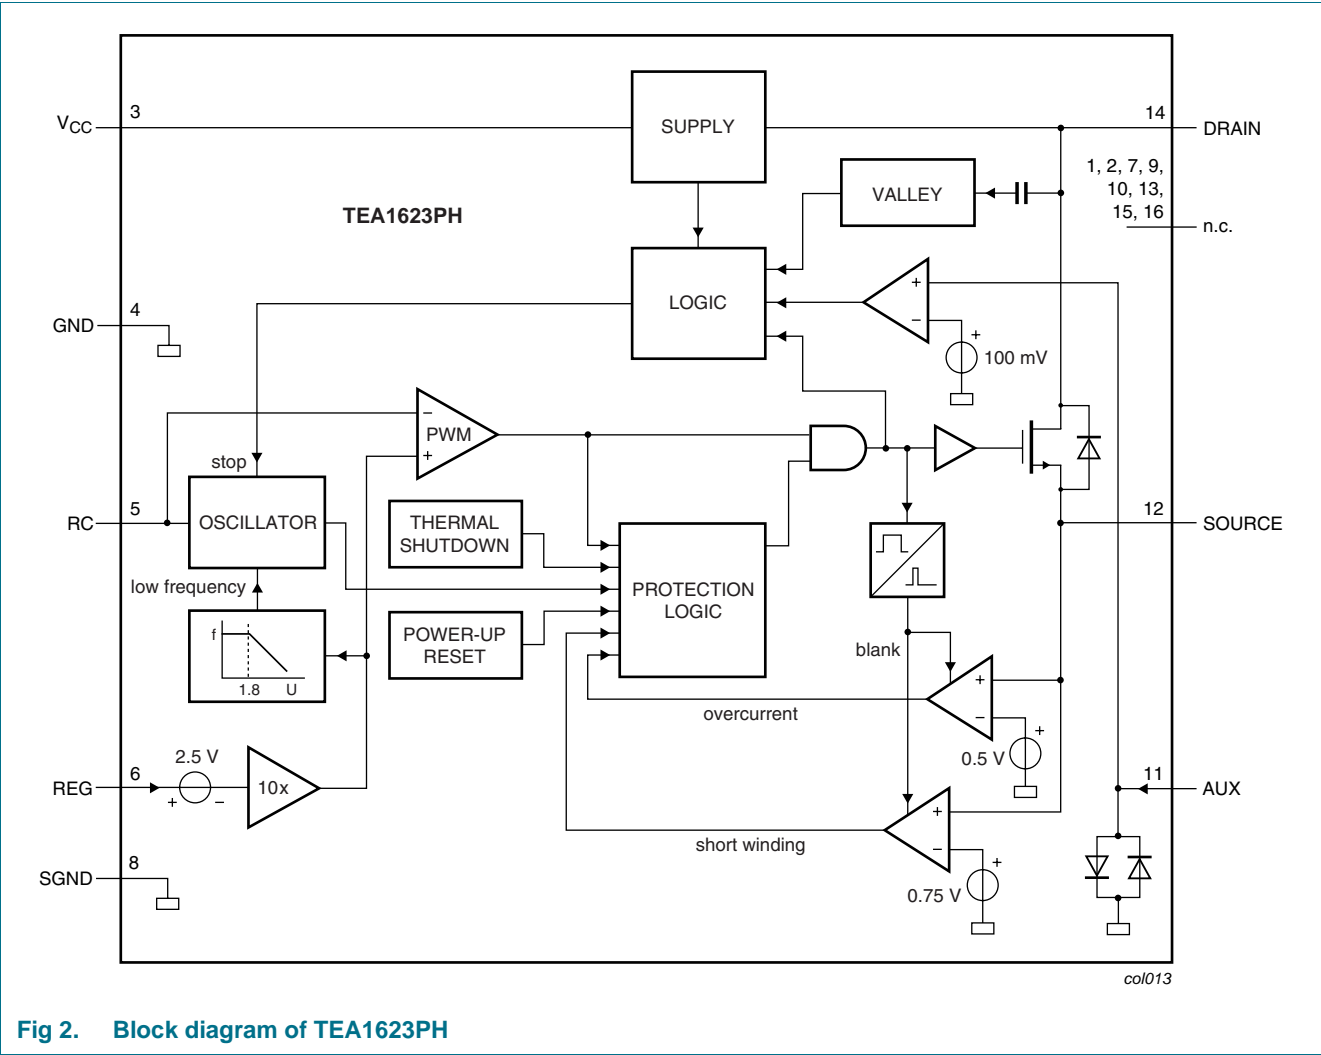 VCC
3
SUPPLY
14
DRAIN
1, 2, 7, 9,
10, 13,
15, 16
n.c.
VALLEY
TEA1623PH
LOGIC
+
−
+
100 mV
4
GND
−
PWM
+
stop
5
RC
OSCILLATOR
THERMAL
SHUTDOWN
12
SOURCE
low frequency
PROTECTION
LOGIC
f
1.8
U
POWER-UP
RESET
blank
+
−
+
0.5 V
overcurrent
2.5 V
6
REG
+
−
10x
11
AUX
+
−
+
0.75 V
short winding
8
SGND
col013
Fig 2. Block diagram of TEA1623PH